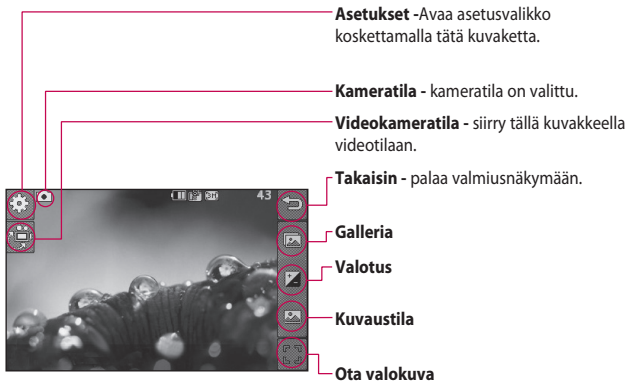 Asetukset -Avaa asetusvalikko
koskettamalla tätä kuvaketta.
Kameratila - kameratila on valittu.
Videokameratila - siirry tällä kuvakkeella
videotilaan.
Takaisin - palaa valmiusnäkymään.
43
Galleria
Valotus
Kuvaustila
Ota valokuva